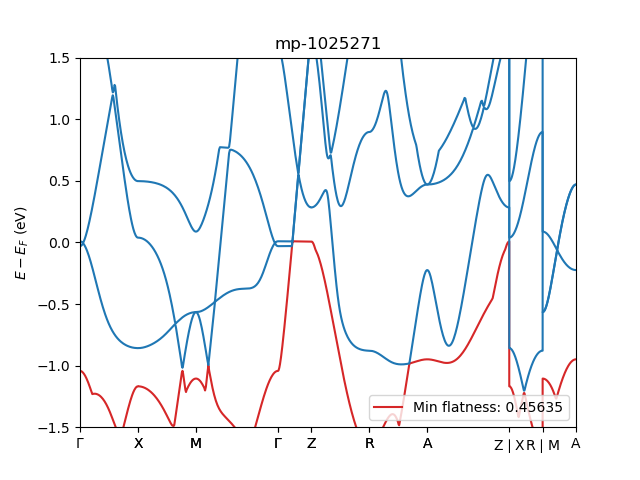 mp-1025271
E − E_F (eV)
1.5
1.0
0.5
0.0
−0.5
−1.0
−1.5
Min flatness: 0.45635
Γ X M Γ Z R A Z | X R | M A